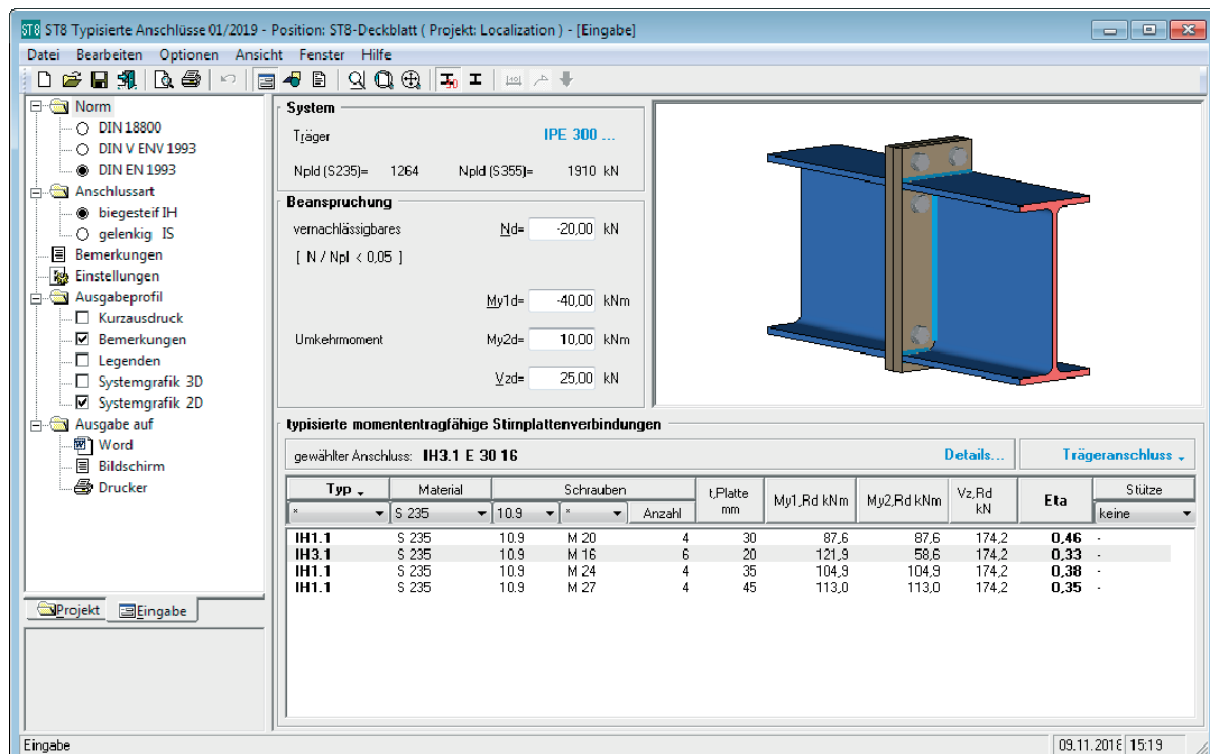 ST8 ST8 Typisierte Anschlüsse 01/2019 - Position: ST8-Deckblatt ( Projekt: Localization ) - [Eingabe]
Datei Bearbeiten Optionen Ansicht Fenster Hilfe
Norm
DIN 18800
DIN V ENV 1993
DIN EN 1993
Anschlussart
biegesteif IH
gelenkig IS
Bemerkungen
Einstellungen
Ausgabeprofil
Kurzausdruck
Bemerkungen
Legenden
Systemgrafik 3D
Systemgrafik 2D
Ausgabe auf
Word
Bildschirm
Drucker
Projekt Eingabe
System
Träger IPE 300 ...
Npld (S235)= 1264 Npld (S355)= 1910 kN
Beanspruchung
vernachlässigbares Nd= -20,00 kN
[ N / Npl < 0,05 ]
My1d= -40,00 kNm
Umkehrmoment My2d= 10,00 kNm
Vzd= 25,00 kN
typisierte momententragfähige Stirnplattenverbindungen
gewählter Anschluss: IH3.1 E 30 16 Details... Trägeranschluss
Typ Material Schrauben t,Platte mm My1,Rd kNm My2,Rd kNm Vz,Rd kN Eta Stütze
* S 235 10.9 * Anzahl keine
IH1.1 S 235 10.9 M 20 4 30 87,6 87,6 174,2 0,46 -
IH3.1 S 235 10.9 M 16 6 20 121,9 58,6 174,2 0,33 -
IH1.1 S 235 10.9 M 24 4 35 104,9 104,9 174,2 0,38 -
IH1.1 S 235 10.9 M 27 4 45 113,0 113,0 174,2 0,35 -
Eingabe 09.11.2018 15:19